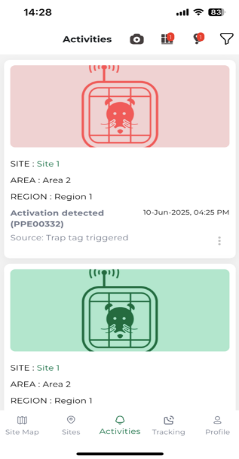 14:28
83
Activities
SITE : Site 1
AREA : Area 2
REGION : Region 1
Activation detected (PPE00332)
10-Jun-2025, 04:25 PM
Source: Trap tag triggered
SITE : Site 1
AREA : Area 2
REGION : Region 1
Site Map
Sites
Activities
Tracking
Profile